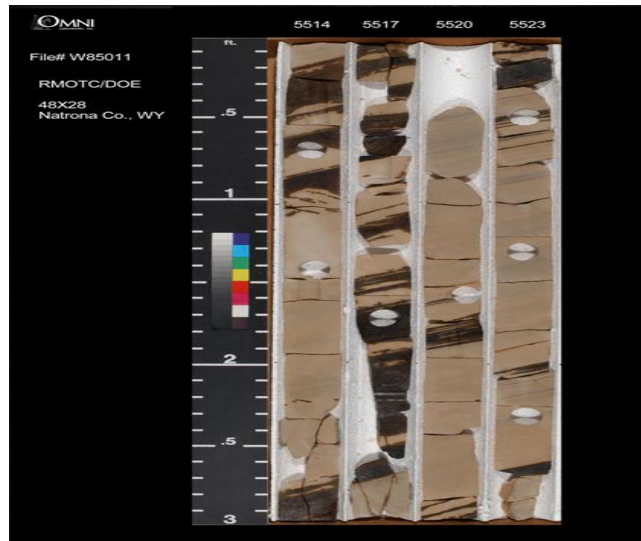 OMNI
5514 5517 5520 5523
File# W85011
RMOTC/DOE
48X28
Natrona Co., WY
ft.
.5
1
2
.5
3